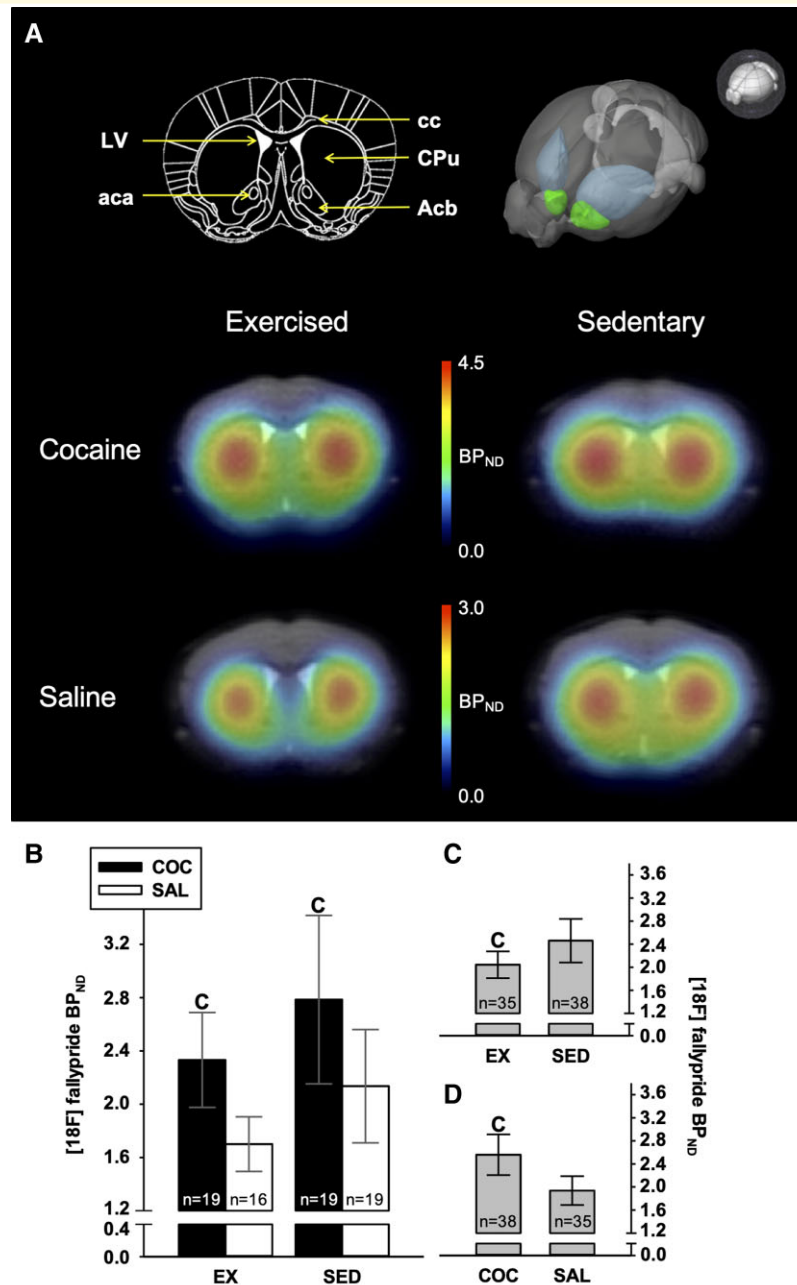 A
LV
aca
cc
CPu
Acb
Exercised
Sedentary
Cocaine
4.5
BP_ND
0.0
Saline
3.0
BP_ND
0.0
B
COC
SAL
[18F] fallypride BP_ND
3.2
2.8
2.4
2.0
1.6
1.2
0.4
0.0
C
C
n=19
n=16
n=19
n=19
EX
SED
C
C
n=35
n=38
EX
SED
3.6
3.2
2.8
2.4
2.0
1.6
1.2
0.0
[18F] fallypride BP_ND
D
C
n=38
n=35
COC
SAL
3.6
3.2
2.8
2.4
2.0
1.6
1.2
0.0